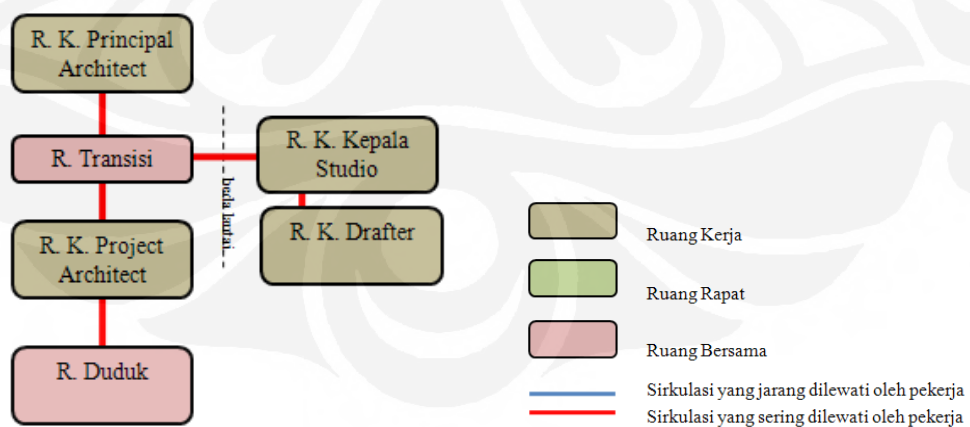 R. K. Principal
Architect
R. Transisi
R. K. Kepala
Studio
beda lantai
R. K. Project
Architect
R. K. Drafter
R. Duduk
Ruang Kerja
Ruang Rapat
Ruang Bersama
Sirkulasi yang jarang dilewati oleh pekerja
Sirkulasi yang sering dilewati oleh pekerja